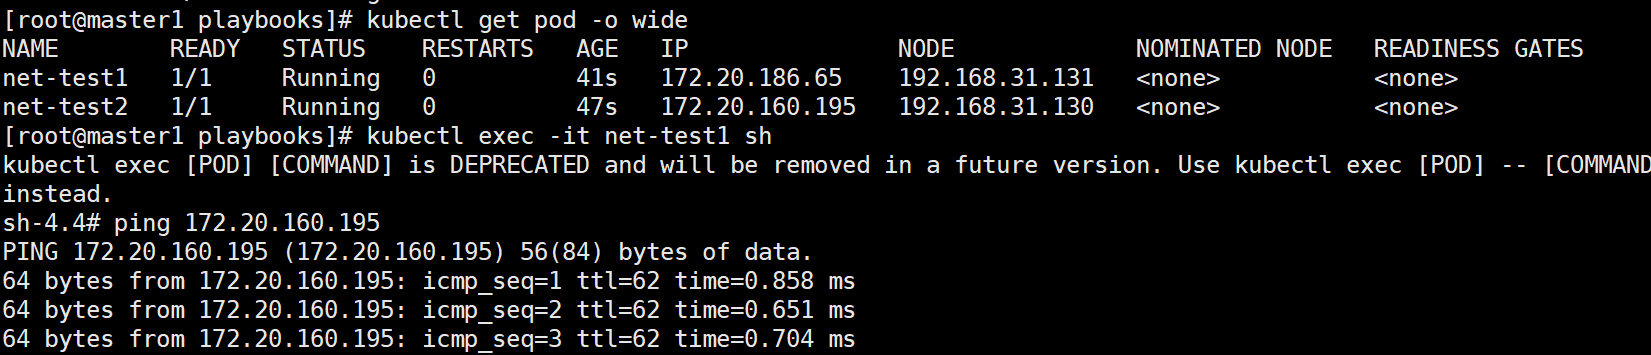 [root@master1 playbooks]# kubectl get pod -o wide
NAME        READY   STATUS    RESTARTS   AGE   IP               NODE             NOMINATED NODE   READINESS GATES
net-test1   1/1     Running   0          41s   172.20.186.65    192.168.31.131   <none>           <none>
net-test2   1/1     Running   0          47s   172.20.160.195   192.168.31.130   <none>           <none>
[root@master1 playbooks]# kubectl exec -it net-test1 sh
kubectl exec [POD] [COMMAND] is DEPRECATED and will be removed in a future version. Use kubectl exec [POD] -- [COMMAND
instead.
sh-4.4# ping 172.20.160.195
PING 172.20.160.195 (172.20.160.195) 56(84) bytes of data.
64 bytes from 172.20.160.195: icmp_seq=1 ttl=62 time=0.858 ms
64 bytes from 172.20.160.195: icmp_seq=2 ttl=62 time=0.651 ms
64 bytes from 172.20.160.195: icmp_seq=3 ttl=62 time=0.704 ms